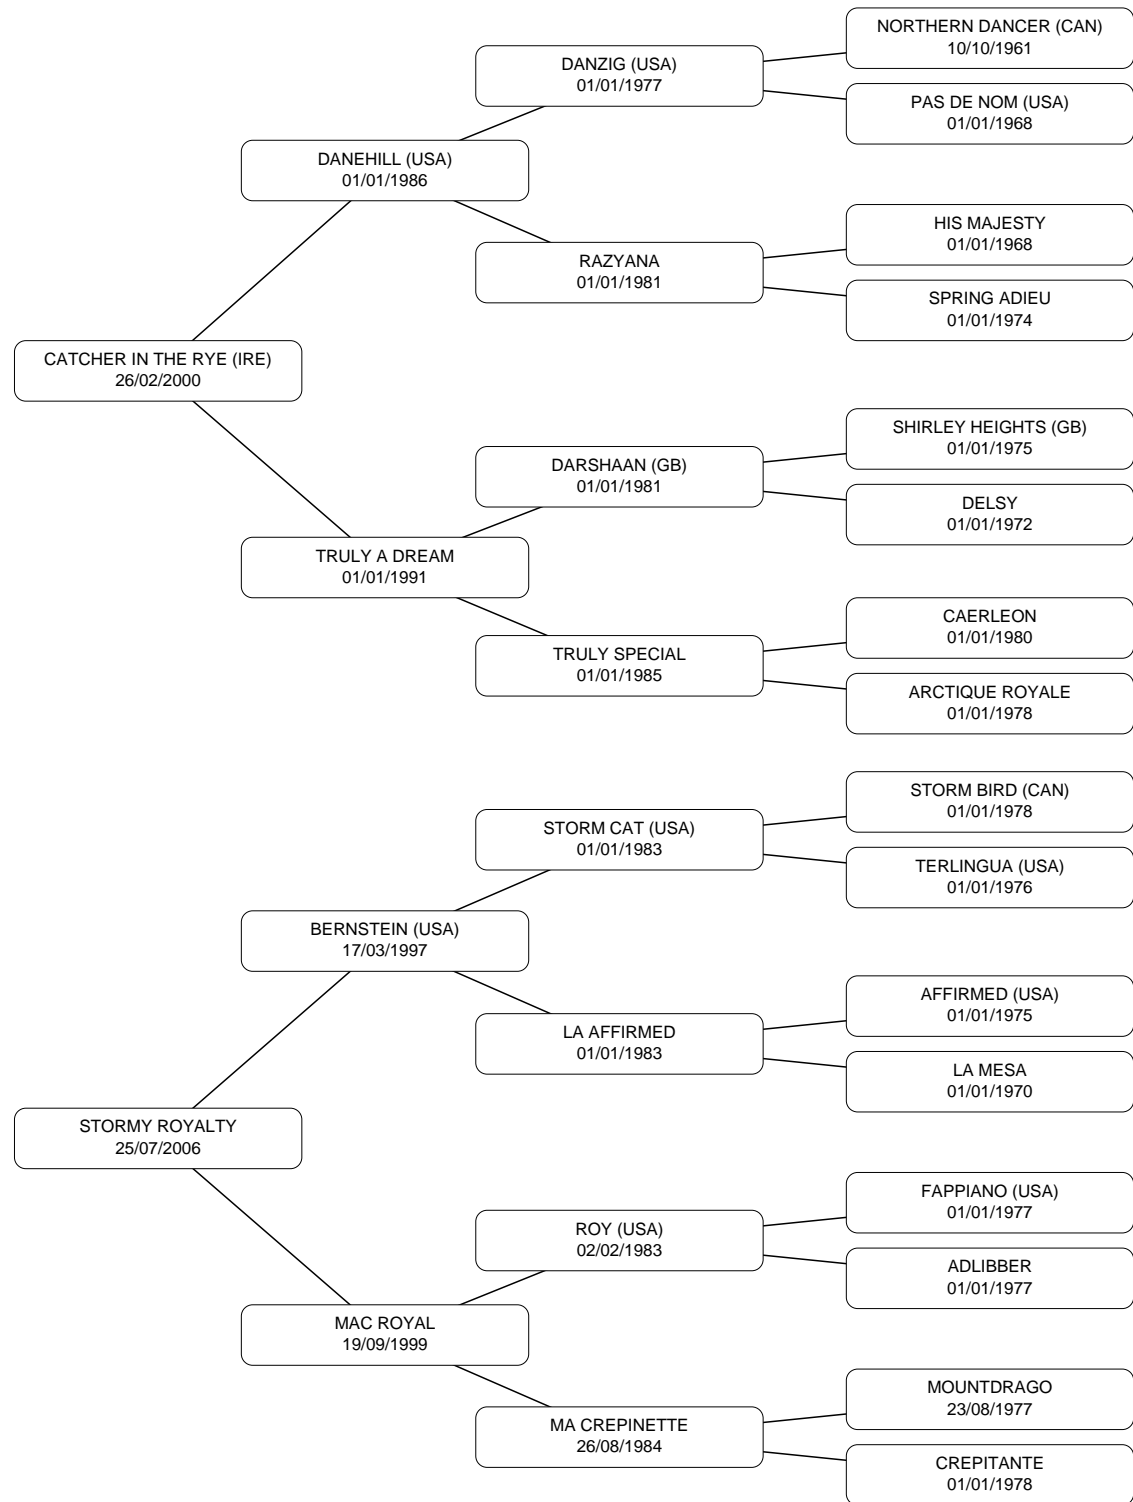 NORTHERN DANCER (CAN)
10/10/1961
DANZIG (USA)
01/01/1977
PAS DE NOM (USA)
01/01/1968
DANEHILL (USA)
01/01/1986
HIS MAJESTY
01/01/1968
RAZYANA
01/01/1981
SPRING ADIEU
01/01/1974
CATCHER IN THE RYE (IRE)
26/02/2000
SHIRLEY HEIGHTS (GB)
01/01/1975
DARSHAAN (GB)
01/01/1981
DELSY
01/01/1972
TRULY A DREAM
01/01/1991
CAERLEON
01/01/1980
TRULY SPECIAL
01/01/1985
ARCTIQUE ROYALE
01/01/1978
STORM BIRD (CAN)
01/01/1978
STORM CAT (USA)
01/01/1983
TERLINGUA (USA)
01/01/1976
BERNSTEIN (USA)
17/03/1997
AFFIRMED (USA)
01/01/1975
LA AFFIRMED
01/01/1983
LA MESA
01/01/1970
STORMY ROYALTY
25/07/2006
FAPPIANO (USA)
01/01/1977
ROY (USA)
02/02/1983
ADLIBBER
01/01/1977
MAC ROYAL
19/09/1999
MOUNTDRAGO
23/08/1977
MA CREPINETTE
26/08/1984
CREPITANTE
01/01/1978